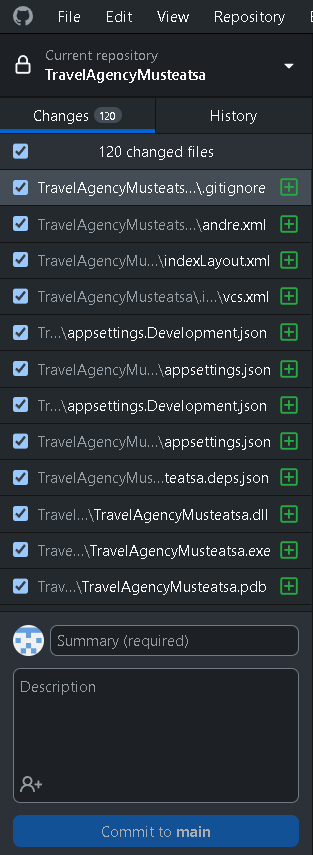 File Edit View Repository
Current repository
TravelAgencyMusteatsa
Changes 120 History
120 changed files
TravelAgencyMusteats...\.gitignore
TravelAgencyMusteats...\andre.xml
TravelAgencyMu...\indexLayout.xml
TravelAgencyMusteatsa\.i...\vcs.xml
Tr...\appsettings.Development.json
TravelAgencyMu...\appsettings.json
Tr...\appsettings.Development.json
TravelAgencyMu...\appsettings.json
TravelAgencyMus...teatsa.deps.json
Travel...\TravelAgencyMusteatsa.dll
Trave...\TravelAgencyMusteatsa.exe
Trav...\TravelAgencyMusteatsa.pdb
Summary (required)
Description
Commit to main